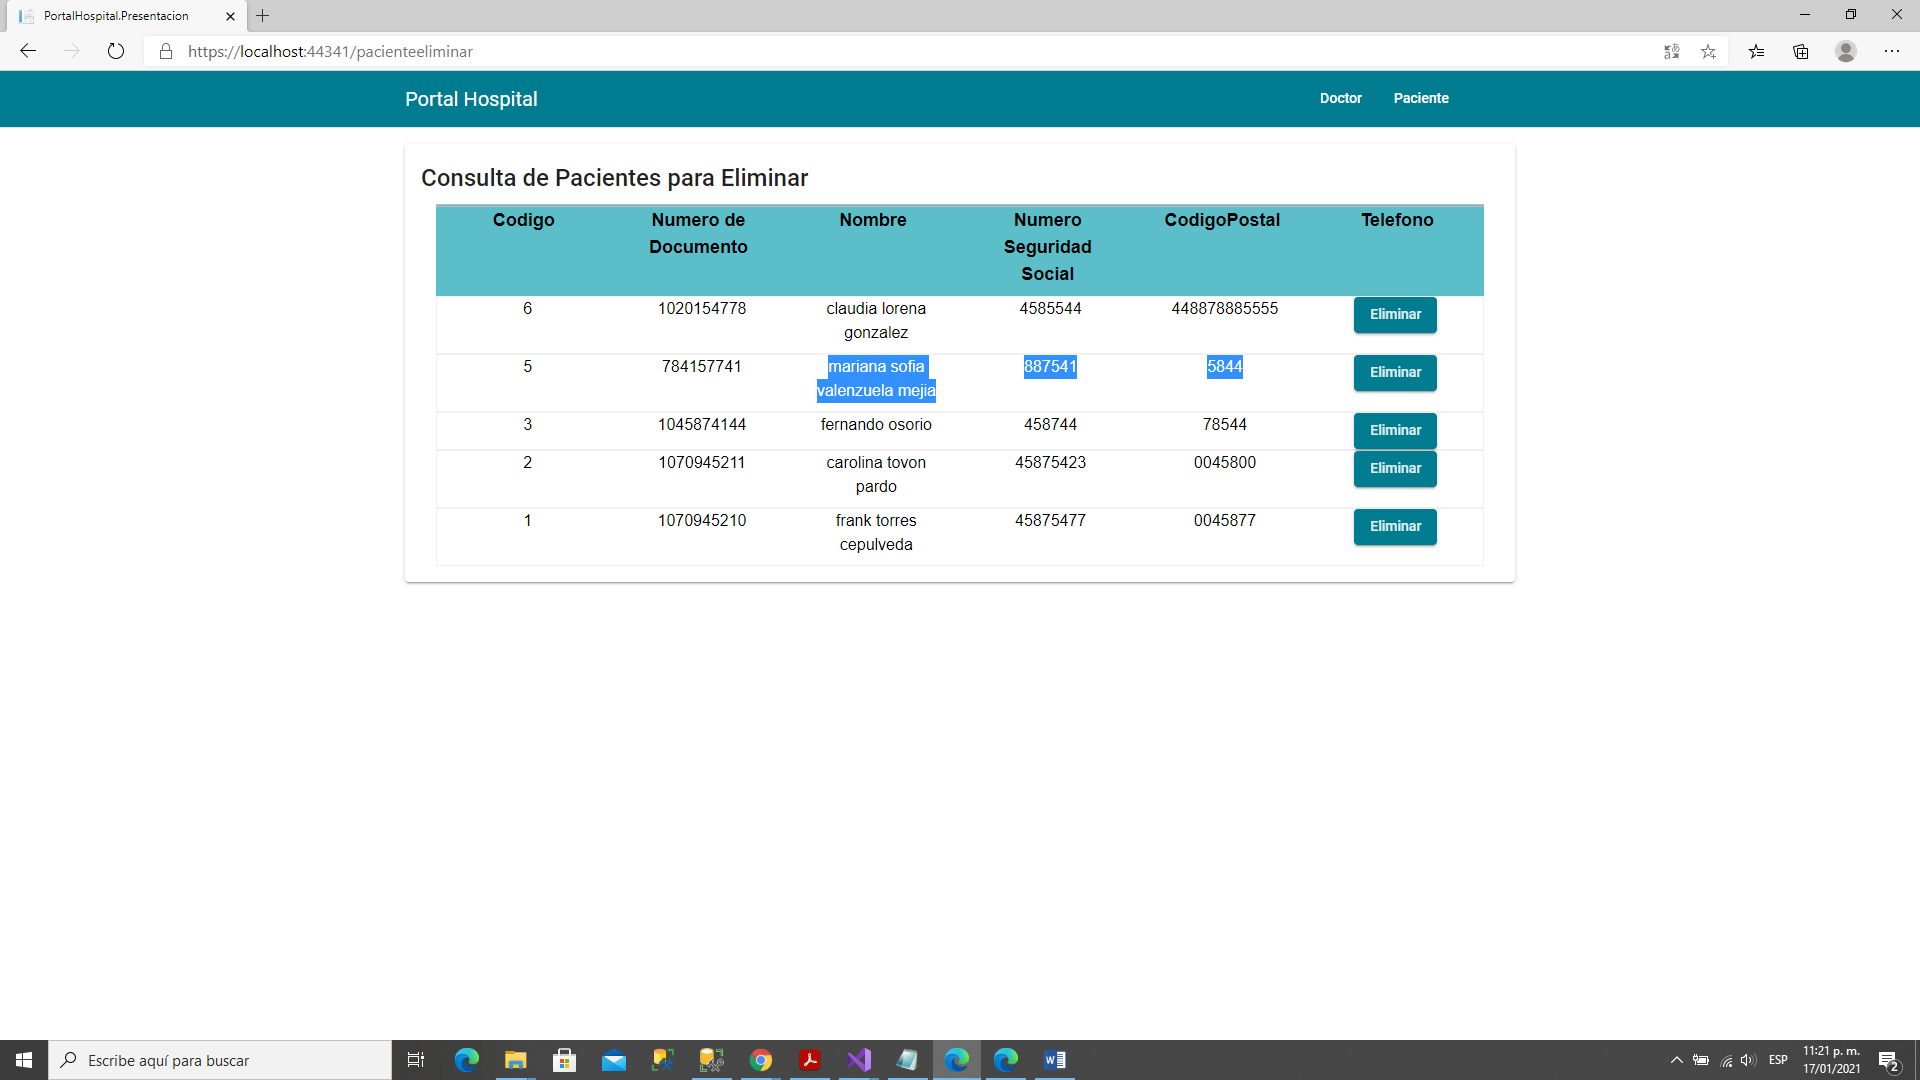 PortalHospital.Presentacion
https://localhost:44341/pacienteeliminar
Portal Hospital
Doctor
Paciente
Consulta de Pacientes para Eliminar
Codigo
Numero de
Documento
Nombre
Numero
Seguridad
Social
CodigoPostal
Telefono
6
1020154778
claudia lorena
gonzalez
4585544
448878885555
Eliminar
5
784157741
mariana sofia
valenzuela mejia
887541
5844
Eliminar
3
1045874144
fernando osorio
458744
78544
Eliminar
2
1070945211
carolina tovon
pardo
45875423
0045800
Eliminar
1
1070945210
frank torres
cepulveda
45875477
0045877
Eliminar
Escribe aquí para buscar
ESP
11:21 p. m.
17/01/2021
2